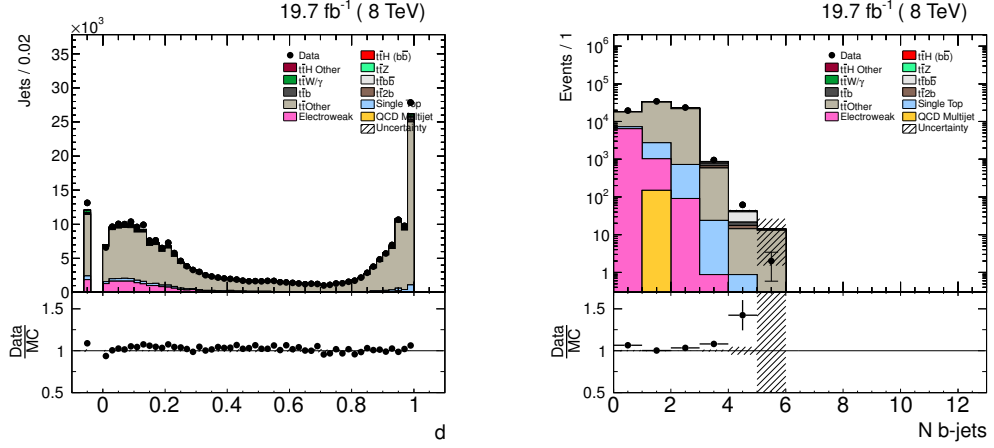 19.7 fb⁻¹ ( 8 TeV)
×10³
Jets / 0.02
35
30
25
20
15
10
5
0
Data
tt̄H Other
tt̄W/γ
tt̄b
tt̄Other
Electroweak
tt̄H (bb̄)
tt̄Z
tt̄bb̄
tt̄2b
Single Top
QCD Multijet
Uncertainty
Data
MC
1.5
1
0.5
0 0.2 0.4 0.6 0.8 1
d
19.7 fb⁻¹ ( 8 TeV)
Events / 1
10⁶
10⁵
10⁴
10³
10²
10
1
Data
tt̄H Other
tt̄W/γ
tt̄b
tt̄Other
Electroweak
tt̄H (bb̄)
tt̄Z
tt̄bb̄
tt̄2b
Single Top
QCD Multijet
Uncertainty
Data
MC
1.5
1
0.5
0 2 4 6 8 10 12
N b-jets